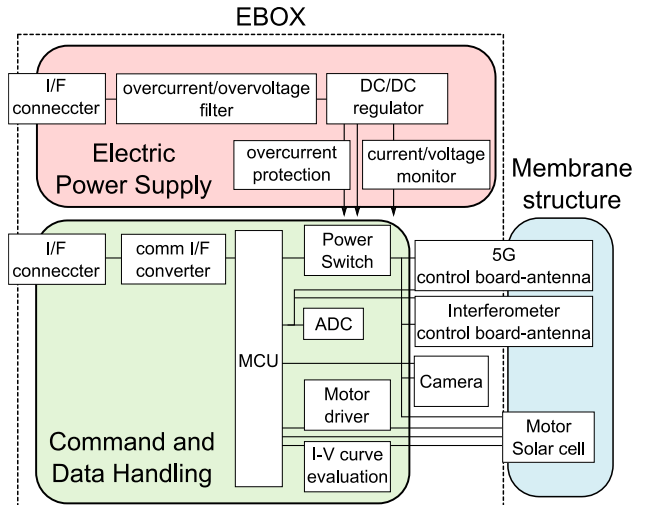 EBOX
I/F
conneccter
overcurrent/overvoltage
filter
DC/DC
regulator
Electric
Power Supply
overcurrent
protection
current/voltage
monitor
Membrane
structure
I/F
conneccter
comm I/F
converter
MCU
Power
Switch
5G
control board-antenna
ADC
Interferometer
control board-antenna
Camera
Motor
driver
Motor
Solar cell
Command and
Data Handling
I-V curve
evaluation